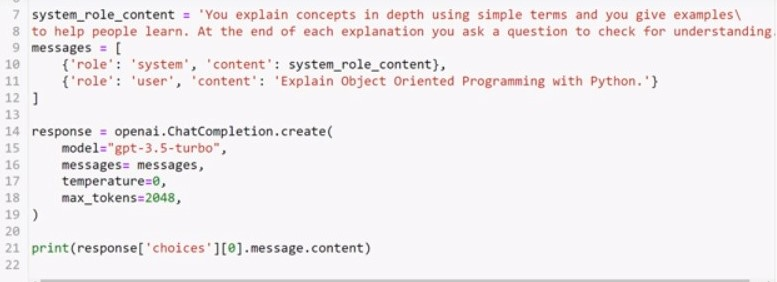 7 system_role_content = 'You explain concepts in depth using simple terms and you give examples\
8 to help people learn. At the end of each explanation you ask a question to check for understanding.
9 messages = [
10     {'role': 'system', 'content': system_role_content},
11     {'role': 'user', 'content': 'Explain Object Oriented Programming with Python.'}
12 ]
13
14 response = openai.ChatCompletion.create(
15     model="gpt-3.5-turbo",
16     messages= messages,
17     temperature=0,
18     max_tokens=2048,
19 )
20
21 print(response['choices'][0].message.content)
22